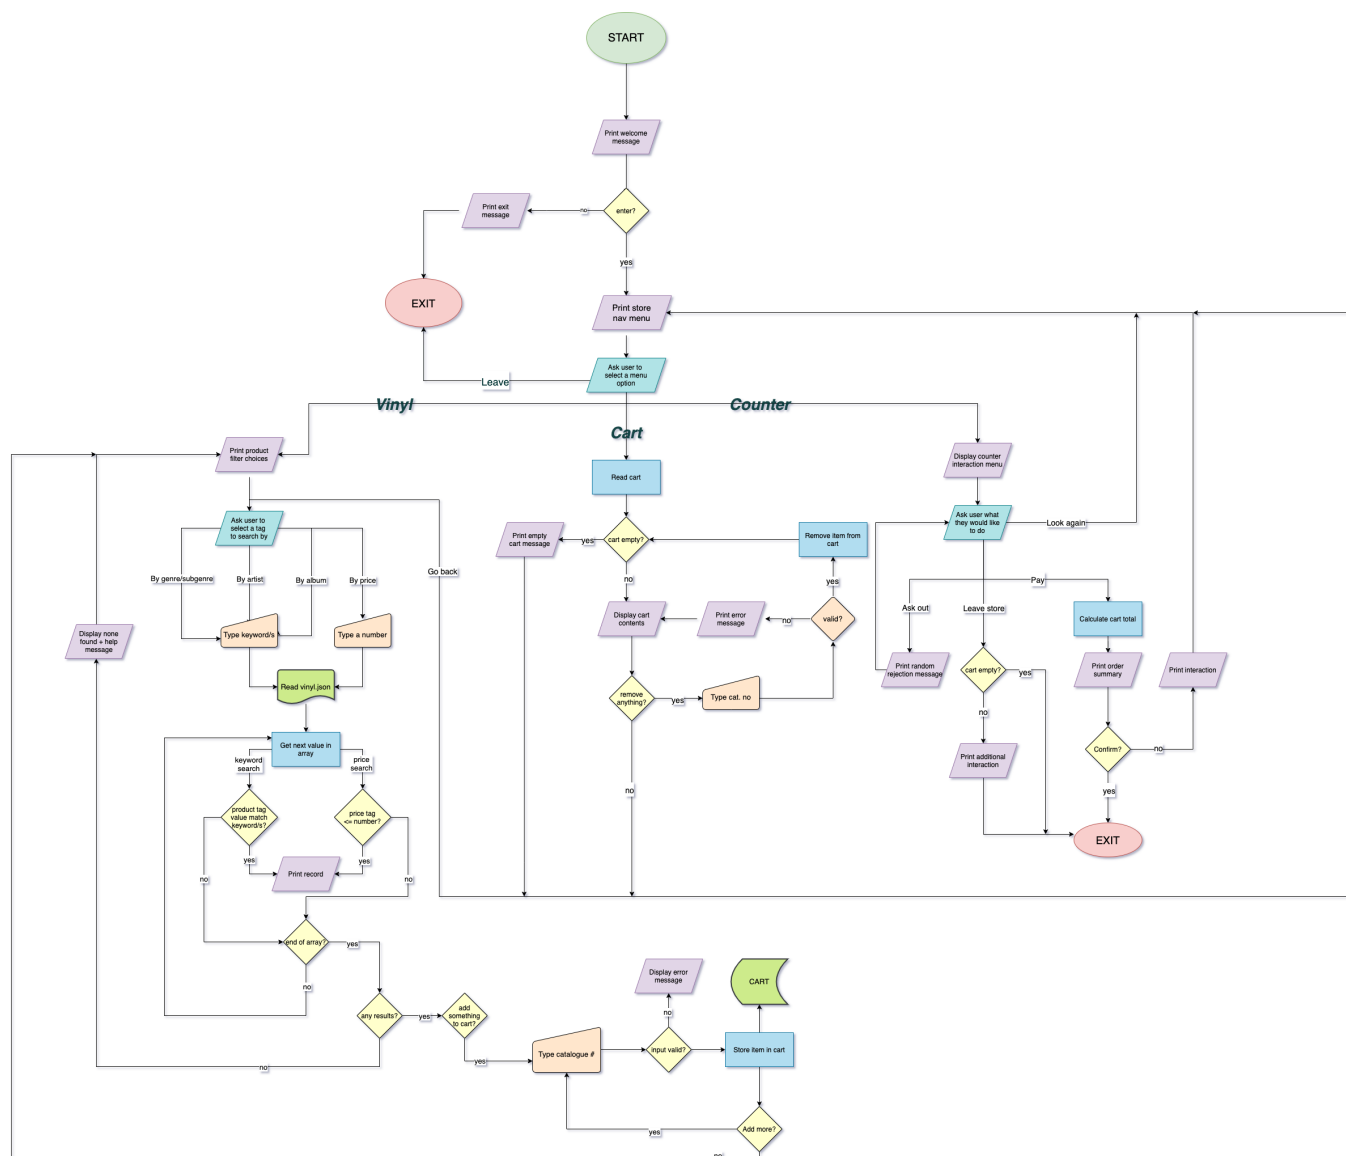 START
Print welcome
message
enter?
no
Print exit
message
yes
EXIT
Print store
nav menu
Ask user to
select a menu
option
Leave
Vinyl
Counter
Cart
Print product
filter choices
Read cart
Display counter
interaction menu
Ask user to
select a tag
to search by
Ask user what
they would like
to do
Look again
Print empty
cart message
yes
cart empty?
Remove item from
cart
no
yes
Go back
By genre/subgenre
By artist
By album
By price
Ask out
Leave store
Pay
Display cart
contents
Print error
message
no
valid?
Calculate cart total
Type keyword/s
Type a number
Display none
found + help
message
Print random
rejection message
cart empty?
yes
Print order
summary
Print interaction
Read vinyl.json
remove
anything?
yes
Type cat. no
no
Get next value in
array
keyword
search
price
search
Print additional
interaction
Confirm?
no
yes
no
product tag
value match
keyword/s?
price tag
<= number?
EXIT
yes
yes
Print record
no
no
end of array?
yes
no
Display error
message
CART
any results?
yes
add
something
to cart?
no
yes
Type catalogue #
input valid?
Store item in cart
no
yes
Add more?
no